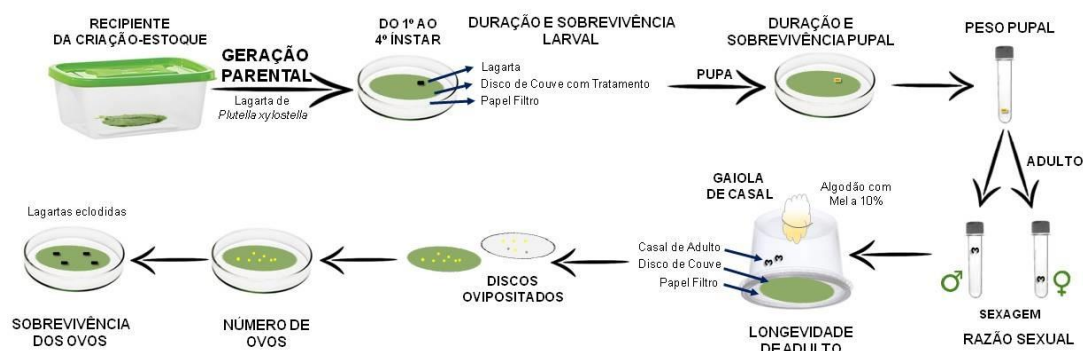 RECIPIENTE
DA CRIAÇÃO-ESTOQUE
GERAÇÃO
PARENTAL
Lagarta de
Plutella xylostella
DO 1º AO
4º ÍNSTAR
DURAÇÃO E SOBREVIVÊNCIA
LARVAL
Lagarta
Disco de Couve com Tratamento
Papel Filtro
PUPA
DURAÇÃO E
SOBREVIVÊNCIA PUPAL
PESO PUPAL
ADULTO
SEXAGEM
RAZÃO SEXUAL
GAIOLA
DE CASAL
Algodão com
Mel a 10%
Casal de Adulto
Disco de Couve
Papel Filtro
LONGEVIDADE
DE ADULTO
DISCOS
OVIPOSITADOS
NÚMERO DE
OVOS
Lagartas eclodidas
SOBREVIVÊNCIA
DOS OVOS